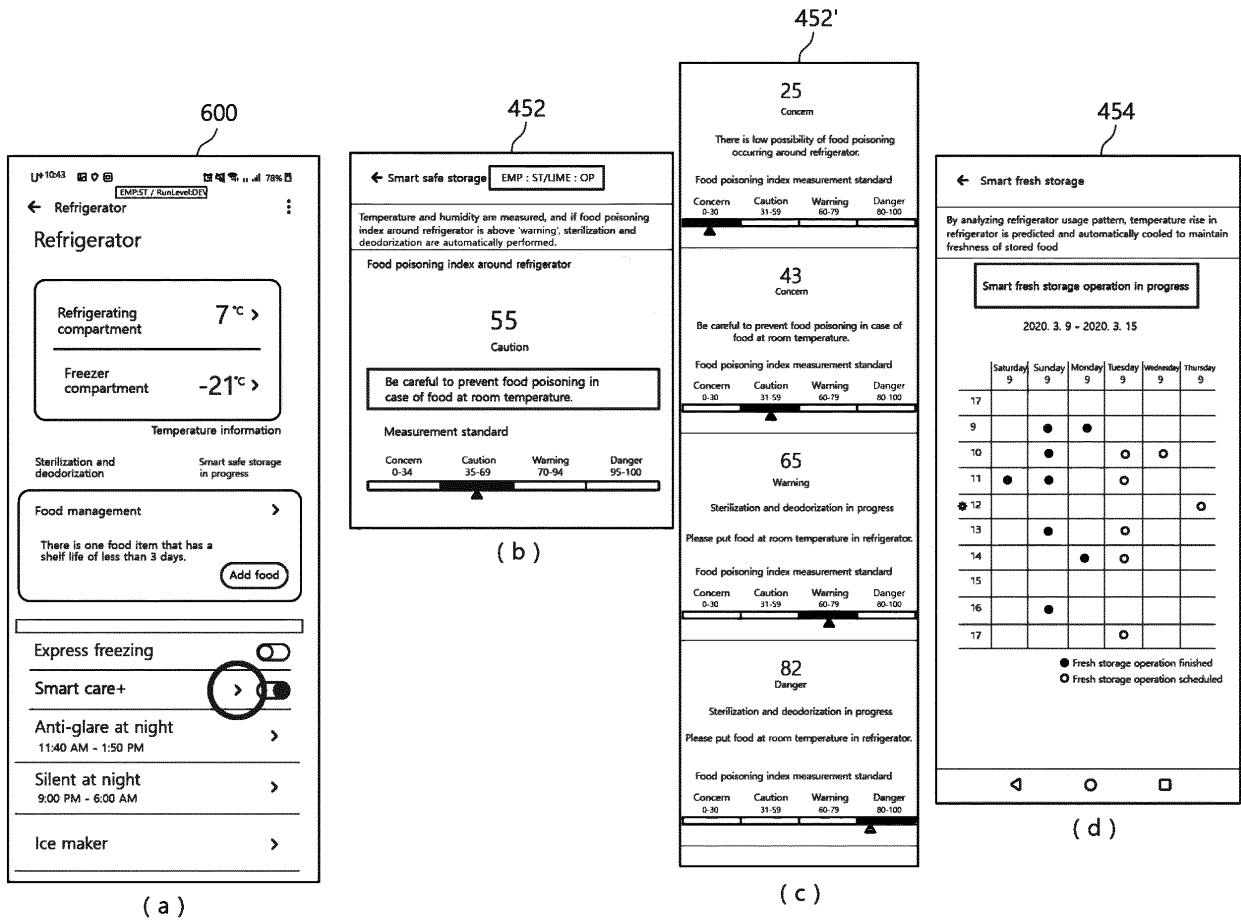 600
U+ 10:43
78%
EMP:ST / RunLevel:DEV
Refrigerator
Refrigerator
Refrigerating
compartment
7°C
Freezer
compartment
-21°C
Temperature information
Sterilization and
deodorization
Smart safe storage
in progress
Food management
There is one food item that has a
shelf life of less than 3 days.
Add food
Express freezing
Smart care+
Anti-glare at night
11:40 AM - 1:50 PM
Silent at night
9:00 PM - 6:00 AM
Ice maker
(a)
452
Smart safe storage
EMP : ST/LIME : OP
Temperature and humidity are measured, and if food poisoning
index around refrigerator is above 'warning', sterilization and
deodorization are automatically performed.
Food poisoning index around refrigerator
55
Caution
Be careful to prevent food poisoning in
case of food at room temperature.
Measurement standard
Concern Caution Warning Danger
0-34 35-69 70-94 95-100
(b)
452'
25
Concern
There is low possibility of food poisoning
occurring around refrigerator.
Food poisoning index measurement standard
Concern Caution Warning Danger
0-30 31-59 60-79 80-100
43
Concern
Be careful to prevent food poisoning in case of
food at room temperature.
Food poisoning index measurement standard
Concern Caution Warning Danger
0-30 31-59 60-79 80-100
65
Warning
Sterilization and deodorization in progress
Please put food at room temperature in refrigerator.
Food poisoning index measurement standard
Concern Caution Warning Danger
0-30 31-59 60-79 80-100
82
Danger
Sterilization and deodorization in progress
Please put food at room temperature in refrigerator.
Food poisoning index measurement standard
Concern Caution Warning Danger
0-30 31-59 60-79 80-100
(c)
454
Smart fresh storage
By analyzing refrigerator usage pattern, temperature rise in
refrigerator is predicted and automatically cooled to maintain
freshness of stored food
Smart fresh storage operation in progress
2020. 3. 9 - 2020. 3. 15
Saturday Sunday Monday Tuesday Wednesday Thursday
9 9 9 9 9 9
17
9
10
11
12
13
14
15
16
17
Fresh storage operation finished
Fresh storage operation scheduled
(d)